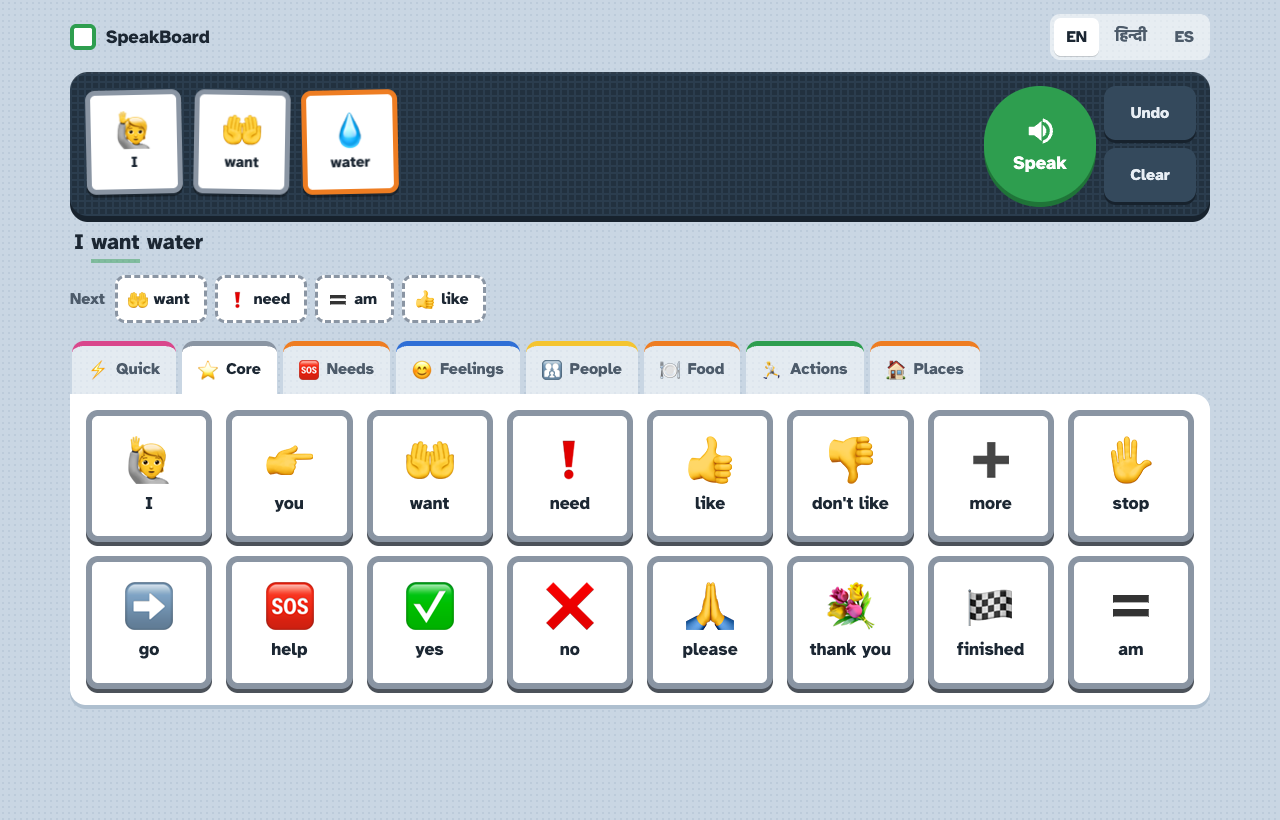 SpeakBoard
EN हिन्दी ES
I want water
Speak
Undo
Clear
I want water
Next want need am like
Quick Core Needs Feelings People Food Actions Places
I you want need like don't like more stop
SOS
go help yes no please thank you finished am